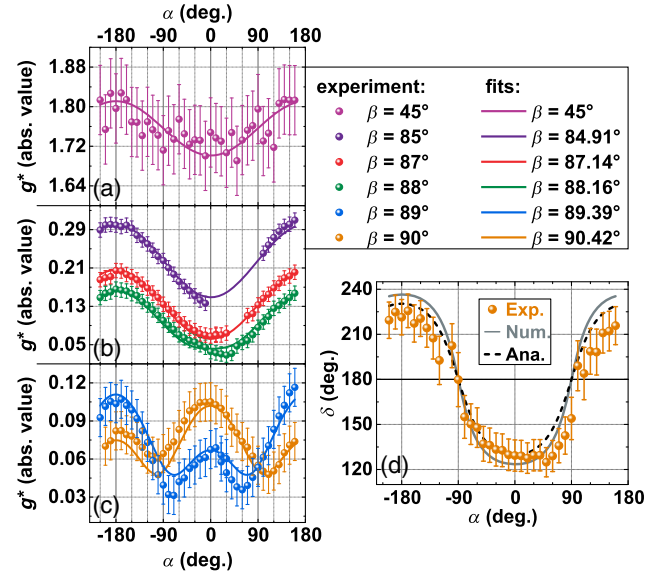 α (deg.)
-180 -90 0 90 180
1.88
1.80
1.72
1.64
g* (abs. value)
(a)
experiment: fits:
β = 45° β = 45°
β = 85° β = 84.91°
β = 87° β = 87.14°
β = 88° β = 88.16°
β = 89° β = 89.39°
β = 90° β = 90.42°
0.29
0.21
0.13
0.05
g* (abs. value)
(b)
0.12
0.09
0.06
0.03
g* (abs. value)
(c)
-180 -90 0 90 180
α (deg.)
240
210
180
150
120
δ (deg.)
Exp.
Num.
Ana.
(d)
-180 -90 0 90 180
α (deg.)